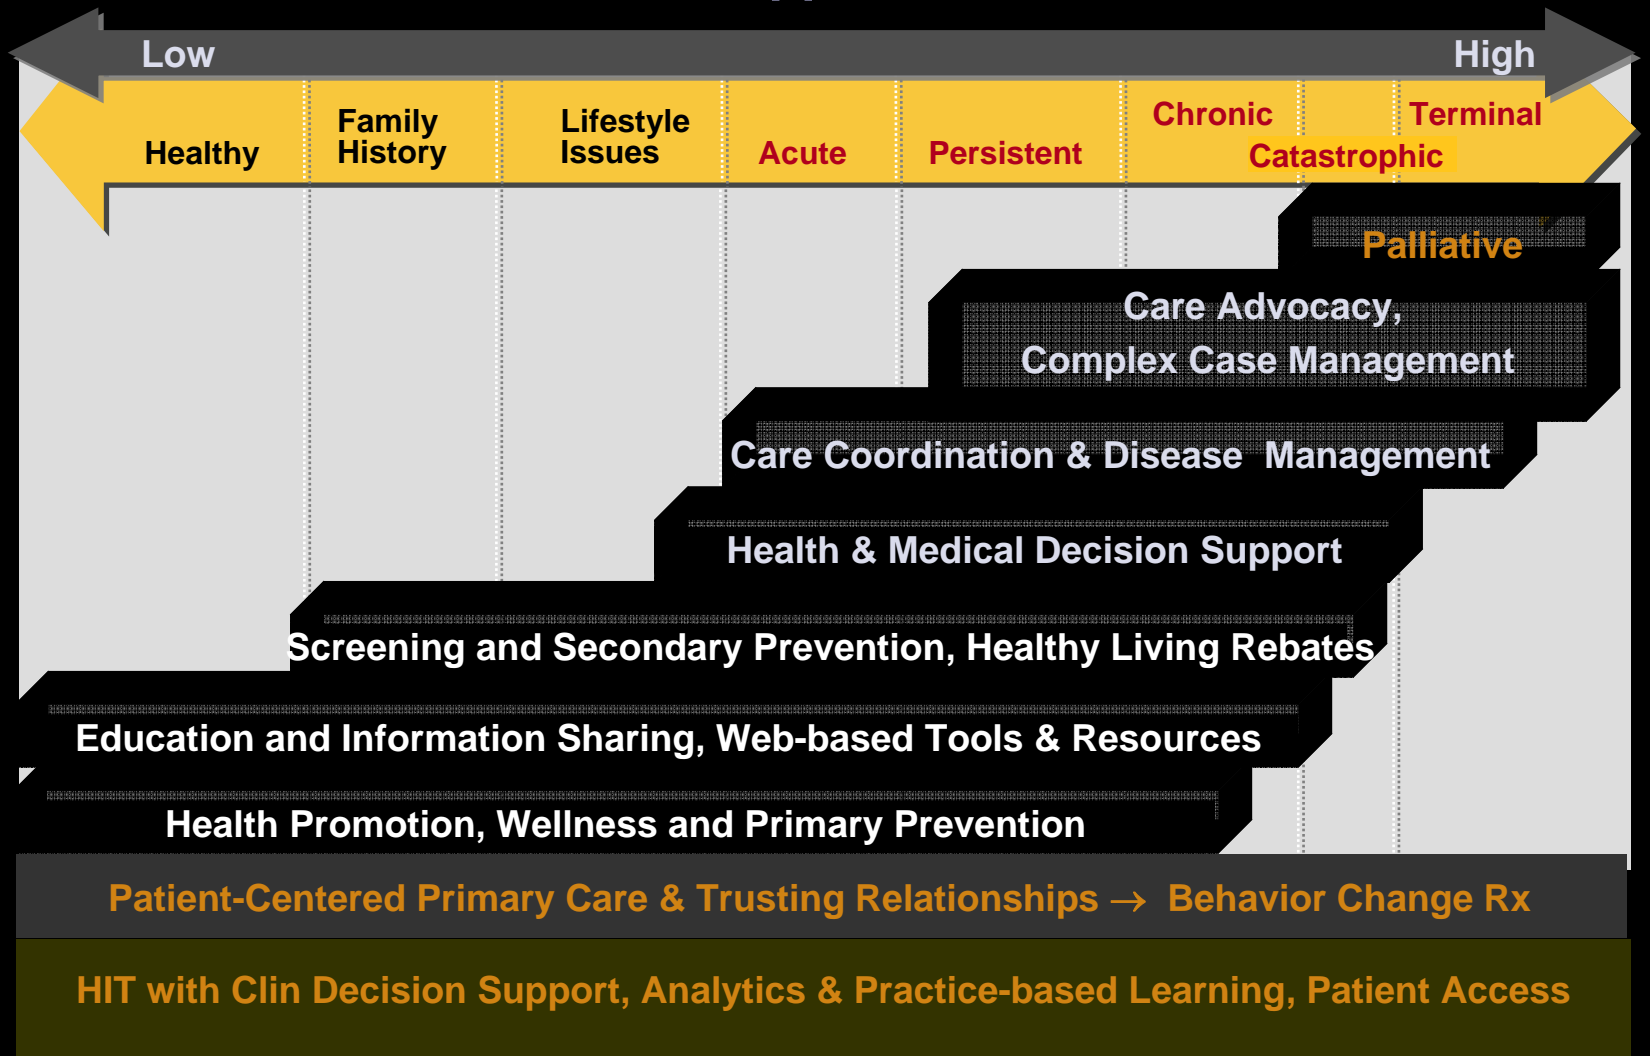 Low High
Healthy
Family
History
Lifestyle
Issues
Acute
Persistent
Chronic
Catastrophic
Terminal
Palliative
Care Advocacy,
Complex Case Management
Care Coordination & Disease Management
Health & Medical Decision Support
Screening and Secondary Prevention, Healthy Living Rebates
Education and Information Sharing, Web-based Tools & Resources
Health Promotion, Wellness and Primary Prevention
Patient-Centered Primary Care & Trusting Relationships → Behavior Change Rx
HIT with Clin Decision Support, Analytics & Practice-based Learning, Patient Access